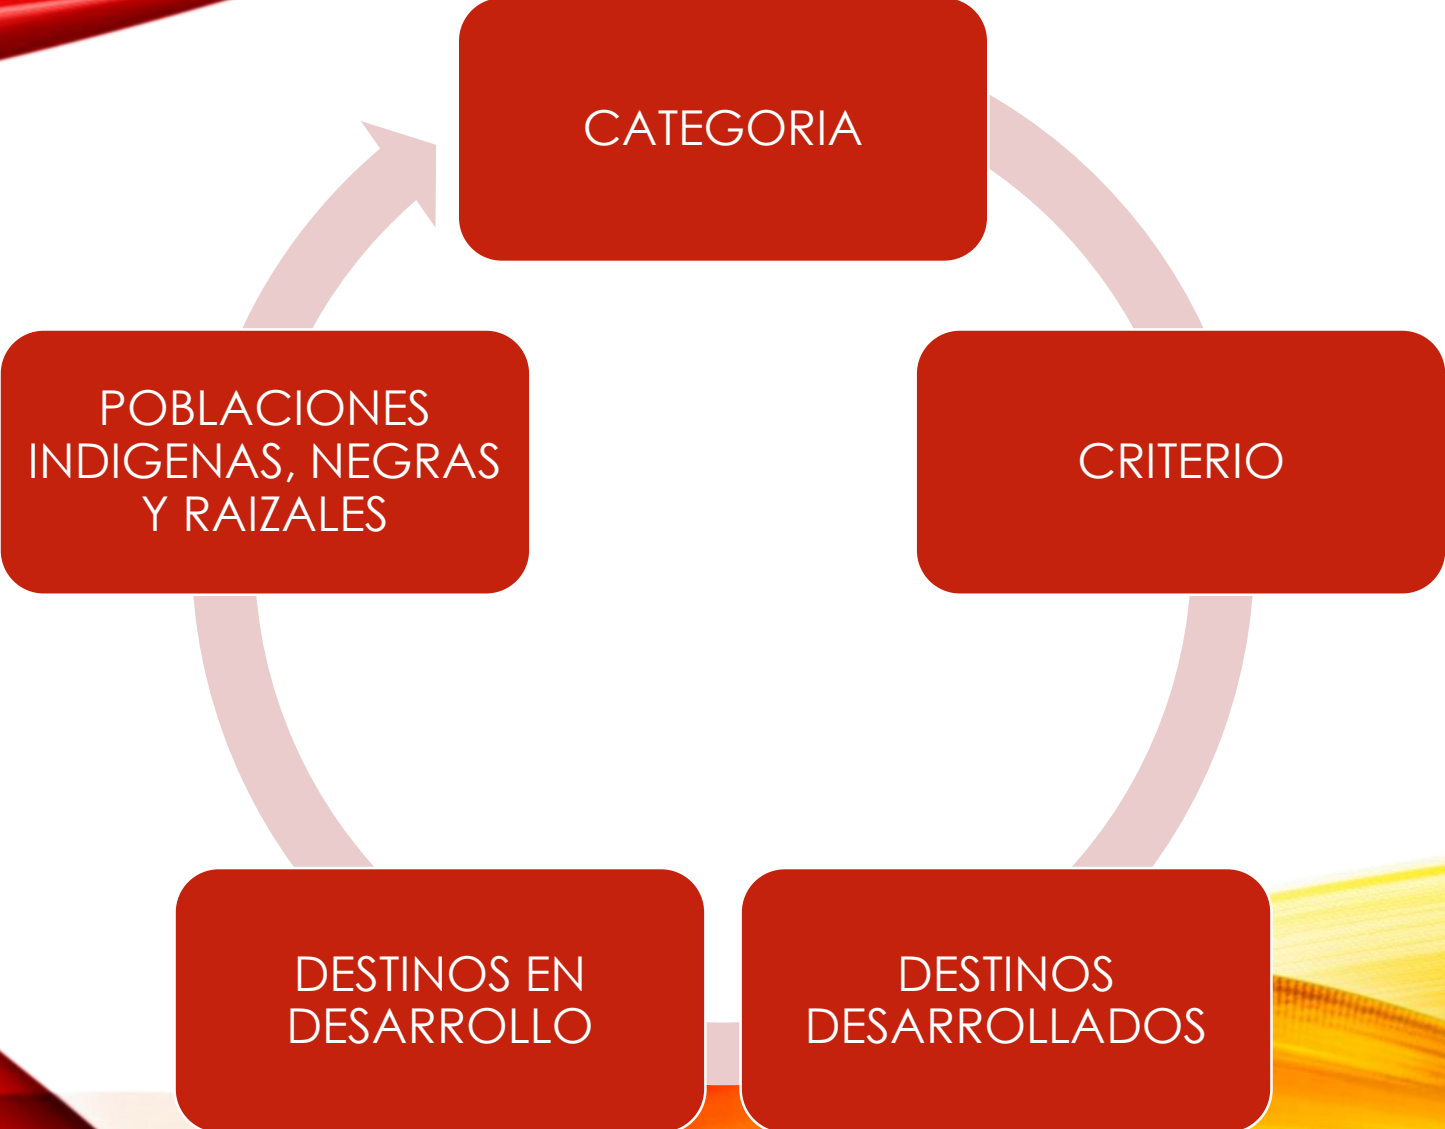 CATEGORIA
CRITERIO
DESTINOS
DESARROLLADOS
DESTINOS EN
DESARROLLO
POBLACIONES
INDIGENAS, NEGRAS
Y RAIZALES